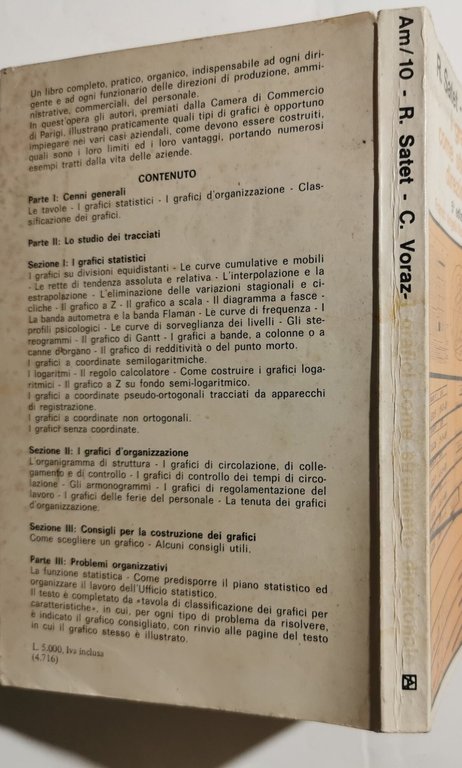 Un libro completo, pratico, organico, indispensabile ad ogni diri-
gente e ad ogni funzionario delle direzioni di produzione, ammi-
nistrative, commerciali, del personale.
In quest'opera gli autori, premiati dalla Camera di Commercio
di Parigi, illustrano praticamente quali tipi di grafici è opportuno
impiegare nei vari casi aziendali, come devono essere costruiti,
quali sono i loro limiti ed i loro vantaggi, portando numerosi
esempi tratti dalla vita delle aziende.
CONTENUTO
Parte I: Cenni generali
Le tavole - I grafici statistici - I grafici d'organizzazione - Clas-
sificazione dei grafici.
Parte II: Lo studio dei tracciati
Sezione I: I grafici statistici
I grafici su divisioni equidistanti - Le curve cumulative e mobili
- Le rette di tendenza assoluta e relativa - L'interpolazione e la
estrapolazione - L'eliminazione delle variazioni stagionali e ci-
cliche - Il grafico a Z - Il grafico a scala - Il diagramma a fasce -
La banda autometra e la banda Flaman - Le curve di frequenza - I
profili psicologici - Le curve di sorveglianza dei livelli - Gli ste-
reogrammi - Il grafico di Gantt - I grafici a bande, a colonne o a
canne d'organo - Il grafico di redditività o del punto morto.
I grafici a coordinate semilogaritmiche.
I logaritmi - Il regolo calcolatore - Come costruire i grafici loga-
ritmici - Il grafico a Z su fondo semi-logaritmico.
I grafici a coordinate pseudo-ortogonali tracciati da apparecchi
di registrazione.
I grafici a coordinate non ortogonali.
I grafici senza coordinate.
Sezione II: I grafici d'organizzazione
L'organigramma di struttura - I grafici di circolazione, di colle-
gamento e di controllo - I grafici di controllo dei tempi di circo-
lazione - Gli armonogrammi - I grafici di regolamentazione del
lavoro - I grafici delle ferie del personale - La tenuta dei grafici
d'organizzazione.
Sezione III: Consigli per la costruzione dei grafici
Come scegliere un grafico - Alcuni consigli utili.
Parte III: Problemi organizzativi
La funzione statistica - Come predisporre il piano statistico ed
organizzare il lavoro dell'Ufficio statistico.
Il testo è completato da «tavola di classificazione dei grafici per
caratteristiche», in cui, per ogni tipo di problema da risolvere,
è indicato il grafico consigliato, con rinvio alle pagine del testo
in cui il grafico stesso è illustrato.
L. 5.000, Iva inclusa
(4.716)
Am/10 - R. Satet - C. Voraz-
R. Satet